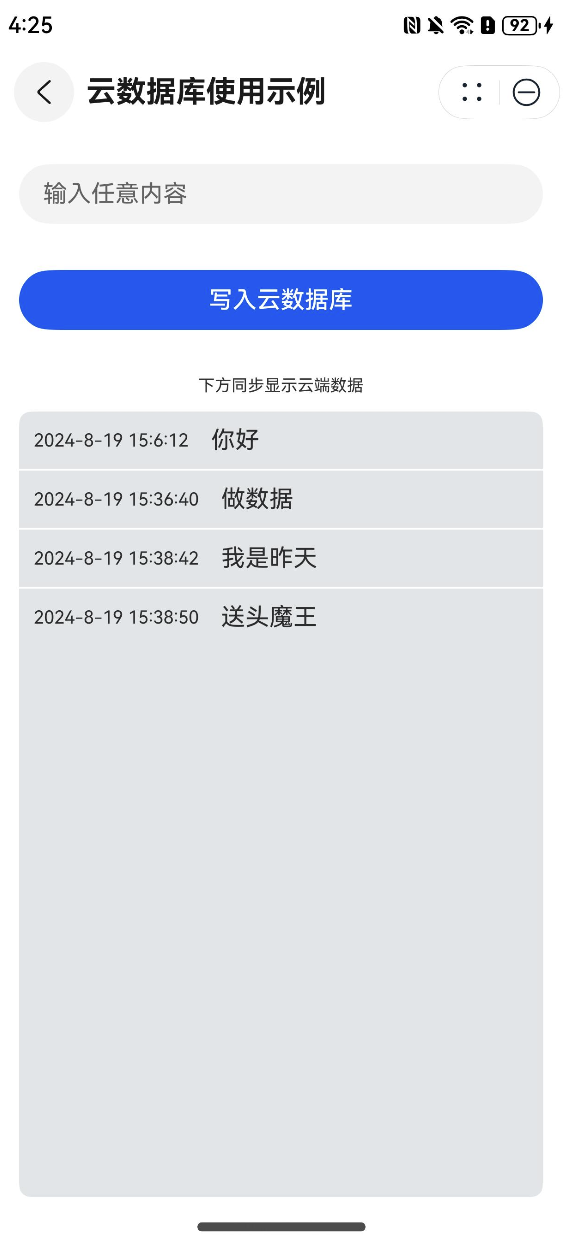 4:25
92
云数据库使用示例
输入任意内容
写入云数据库
下方同步显示云端数据
2024-8-19 15:6:12 你好
2024-8-19 15:36:40 做数据
2024-8-19 15:38:42 我是昨天
2024-8-19 15:38:50 送头魔王